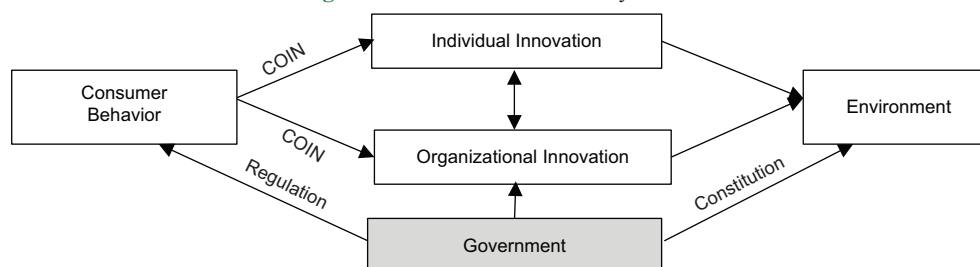 Individual Innovation
COIN
Consumer
Behavior
Environment
COIN
Organizational Innovation
Regulation
Constitution
Government